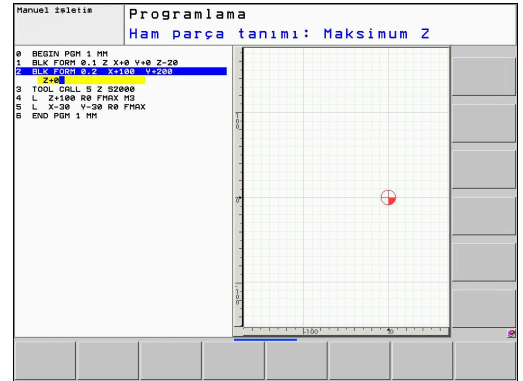 Manuel işletim
Programlama
Ham parça tanımı: Maksimum Z
0 BEGIN PGM 1 MM
1 BLK FORM 0.1 Z X+0 Y+0 Z-20
2 BLK FORM 0.2 X+100 Y+200
Z+0
3 TOOL CALL 5 Z S2000
4 L Z+100 R0 FMAX M3
5 L X-30 Y-30 R0 FMAX
6 END PGM 1 MM
-100